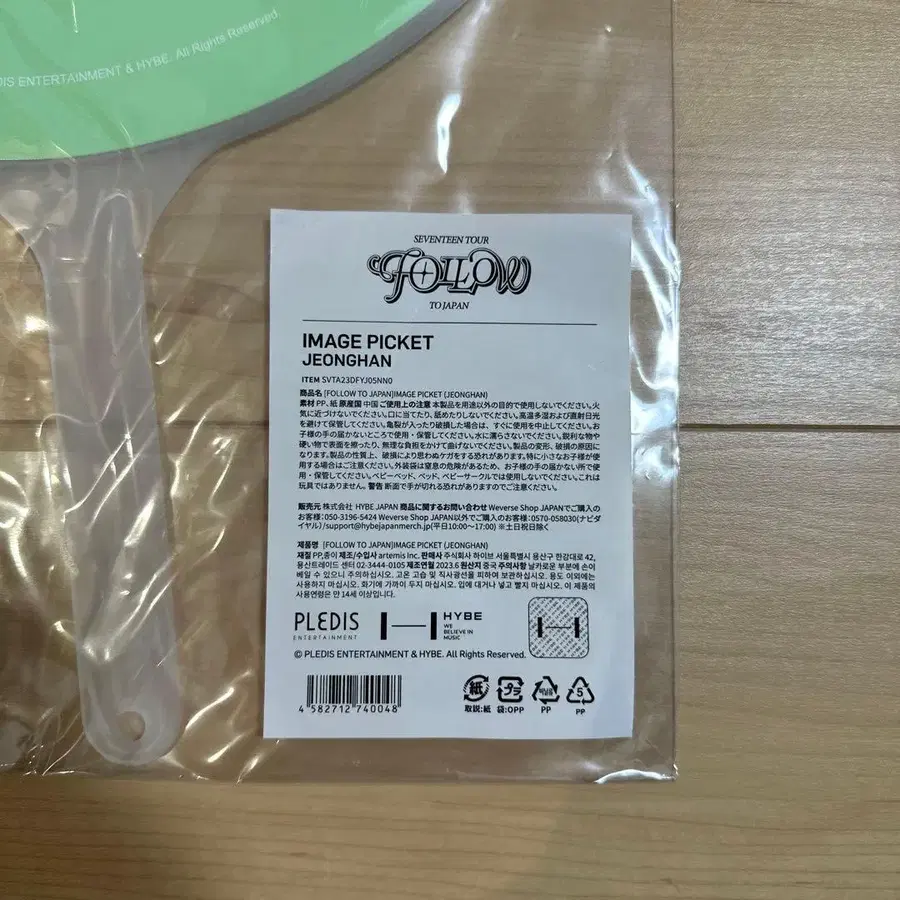 DIS ENTERTAINMENT & HYBE. All Rights Reserved.
SEVENTEEN TOUR
FOLLOW
TO JAPAN
IMAGE PICKET
JEONGHAN
ITEM SVTA23DFYJ05NN0
商品名 [FOLLOW TO JAPAN]IMAGE PICKET (JEONGHAN)
素材 PP、紙 原産国 中国 ご使用上の注意 本製品を用途以外の目的で使用しないでください。火
気に近づけないでください。口に当てたり、舐めたりしないでください。高温多湿および直射日光
を避けて保管してください。亀裂が入ったり破損した場合は、すぐに使用を中止してください。お
子様の手の届かないところで使用・保管してください。水に濡らさないでください。鋭利な物や
硬い物で表面を擦ったり、無理な負担をかけて曲げないでください。製品の変形、破損の原因に
なります。製品の性質上、破損により思わぬケガをする恐れがあります。特に小さなお子様が使
用する場合はご注意ください。外装袋は窒息の危険があるため、お子様の手の届かない所で使
用・保管してください。ベビーベッド、ベッド、ベビーサークルでは使用しないでください。これは
玩具ではありません。警告 断面で手が切れる恐れがありますのでご注意ください。
販売元 株式会社 HYBE JAPAN 商品に関するお問い合わせ Weverse Shop JAPANでご購入の
お客様:050-3196-5424 Weverse Shop JAPAN以外でご購入のお客様:0570-058030(ナビダ
イヤル)/support@hybejapanmerch.jp(平日10:00～17:00) ※土日祝日除く
제품명 [FOLLOW TO JAPAN]IMAGE PICKET (JEONGHAN)
재질 PP,종이 제조/수입사 artemis Inc. 판매사 주식회사 하이브 서울특별시 용산구 한강대로 42,
용산트레이드 센터 02-3444-0105 제조연월 2023.6 원산지 중국 주의사항 날카로운 부분에 손이
베일 수 있으니 주의하십시오. 고온 고습 및 직사광선을 피하여 보관하십시오. 용도 이외에는
사용하지 마십시오. 화기에 가까이 두지 마십시오. 입에 대거나 넣고 빨지 마십시오. 이 제품의
사용연령은 만 14세 이상입니다.
PLEDIS
ENTERTAINMENT
HYBE
WE
BELIEVE IN
MUSIC
© PLEDIS ENTERTAINMENT & HYBE. All Rights Reserved.
4 582712 740048
紙
取説:紙
プラ
袋:OPP
PP
5
PP